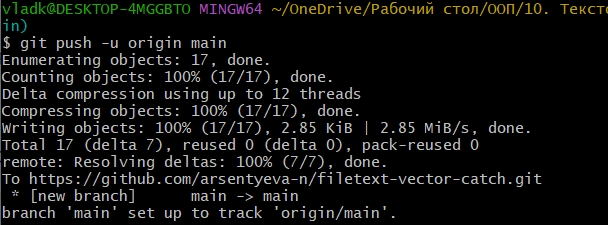 vladk@DESKTOP-4MGGBTO MINGW64 ~/OneDrive/Рабочий стол/ООП/10. Тексто
in)
$ git push -u origin main
Enumerating objects: 17, done.
Counting objects: 100% (17/17), done.
Delta compression using up to 12 threads
Compressing objects: 100% (17/17), done.
Writing objects: 100% (17/17), 2.85 KiB | 2.85 MiB/s, done.
Total 17 (delta 7), reused 0 (delta 0), pack-reused 0
remote: Resolving deltas: 100% (7/7), done.
To https://github.com/arsentyeva-n/filetext-vector-catch.git
 * [new branch]      main -> main
branch 'main' set up to track 'origin/main'.